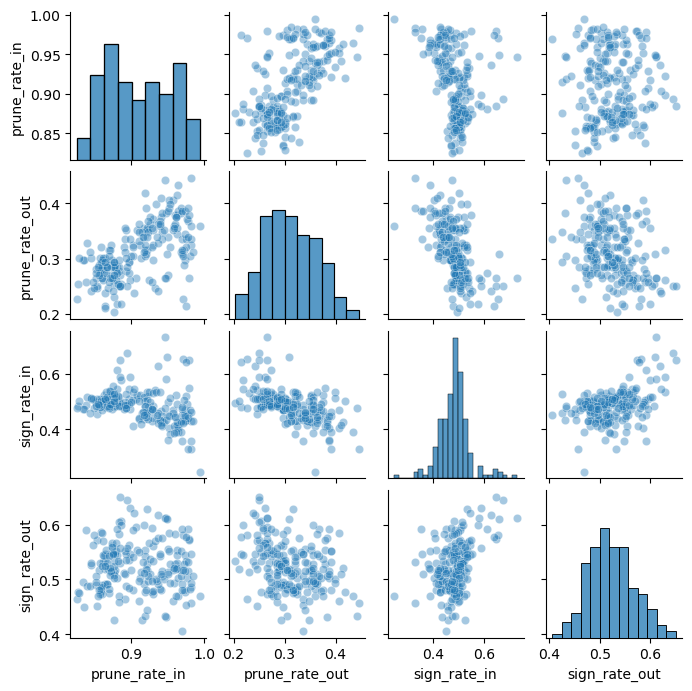 1.00
0.95
0.90
0.85
prune_rate_in
0.4
0.3
0.2
prune_rate_out
0.6
0.4
sign_rate_in
0.6
0.5
0.4
sign_rate_out
0.9 1.0 0.2 0.3 0.4 0.4 0.6 0.4 0.5 0.6
prune_rate_in prune_rate_out sign_rate_in sign_rate_out